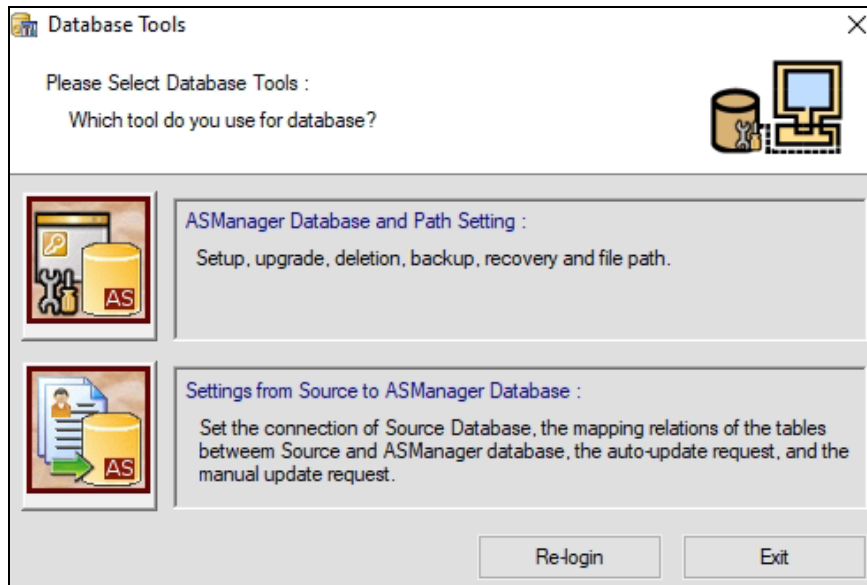 Database Tools
Please Select Database Tools :
Which tool do you use for database?
ASManager Database and Path Setting :
Setup, upgrade, deletion, backup, recovery and file path.
AS
Settings from Source to ASManager Database :
Set the connection of Source Database, the mapping relations of the tables
betweem Source and ASManager database, the auto-update request, and the
manual update request.
AS
Re-login
Exit